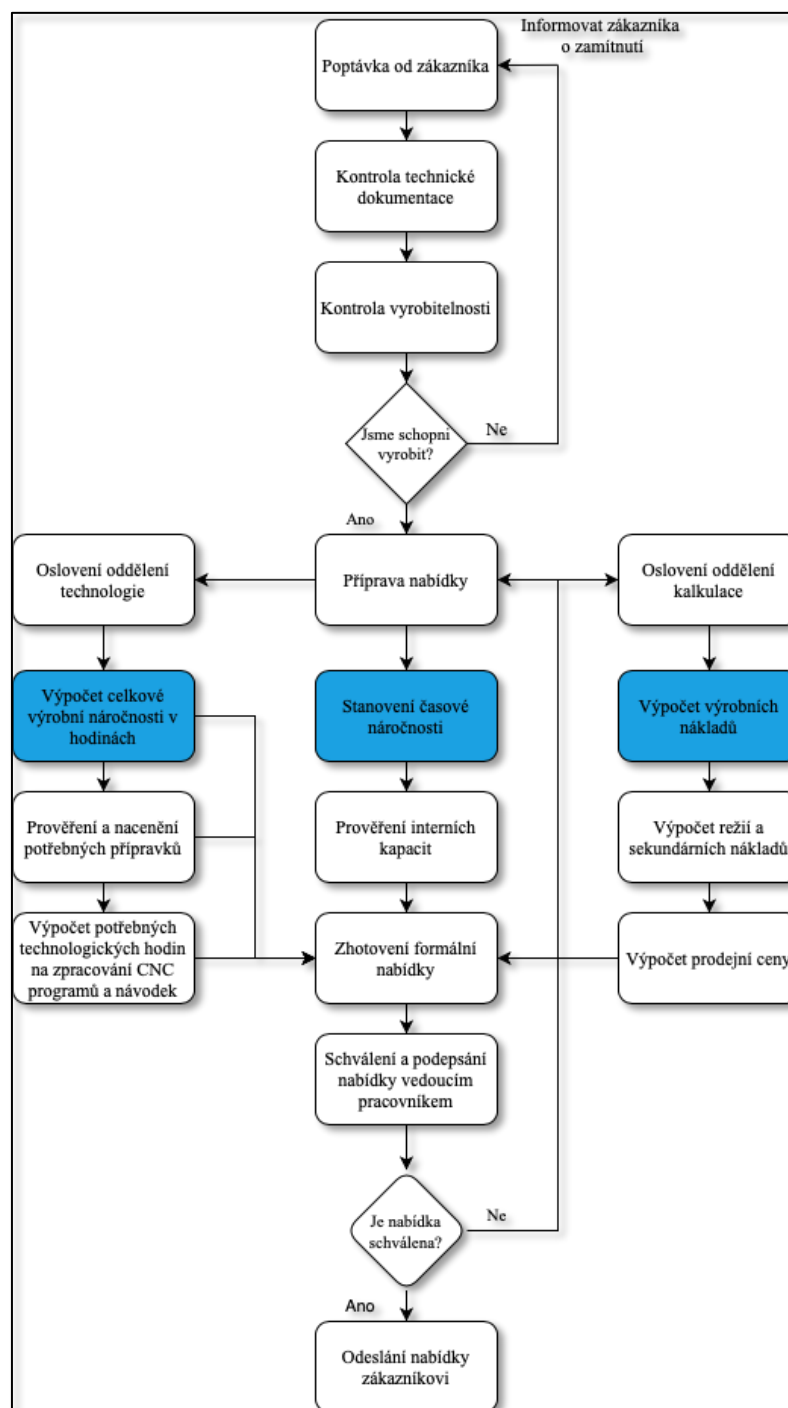 Informovat zákazníka
o zamítnutí
Poptávka od zákazníka
Kontrola technické
dokumentace
Kontrola vyrobitelnosti
Jsme schopni
vyrobit?
Ne
Ano
Oslovení oddělení
technologie
Příprava nabídky
Oslovení oddělení
kalkulace
Výpočet celkové
výrobní náročnosti v
hodinách
Stanovení časové
náročnosti
Výpočet výrobních
nákladů
Prověření a nacenění
potřebných přípravků
Prověření interních
kapacit
Výpočet režií a
sekundárních nákladů
Výpočet potřebných
technologických hodin
na zpracování CNC
programů a návodek
Zhotovení formální
nabídky
Výpočet prodejní ceny
Schválení a podepsání
nabídky vedoucím
pracovníkem
Je nabídka
schválena?
Ne
Ano
Odeslání nabídky
zákazníkovi